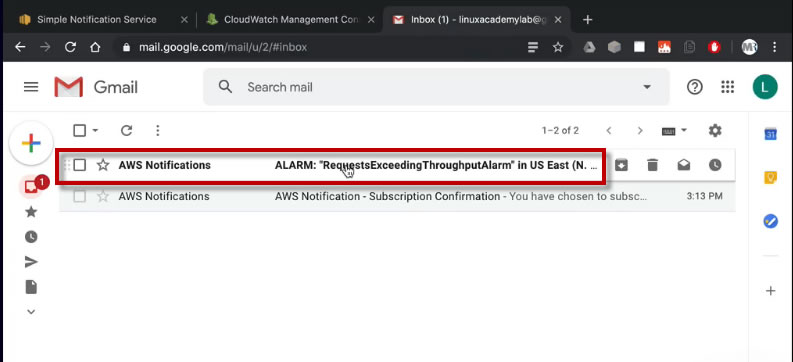 Simple Notification Service
CloudWatch Management Con
Inbox (1) - linuxacademylab@g
mail.google.com/mail/u/2/#inbox
Gmail
Search mail
L
1–2 of 2
AWS Notifications ALARM: "RequestsExceedingThroughputAlarm" in US East (N. ...
1
AWS Notifications AWS Notification - Subscription Confirmation - You have chosen to subsc... 3:13 PM